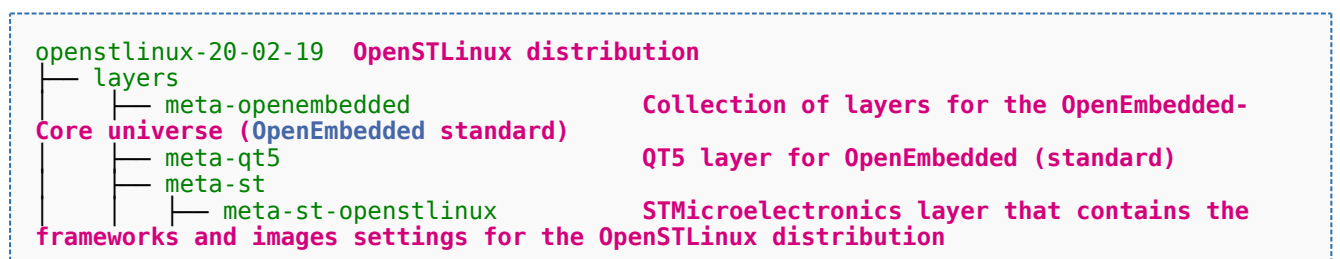 openstlinux-20-02-19  OpenSTLinux distribution
├── layers
│    ├── meta-openembedded                Collection of layers for the OpenEmbedded-
Core universe (OpenEmbedded standard)
│    ├── meta-qt5                         QT5 layer for OpenEmbedded (standard)
│    ├── meta-st
│    │   ├── meta-st-openstlinux          STMicroelectronics layer that contains the
frameworks and images settings for the OpenSTLinux distribution